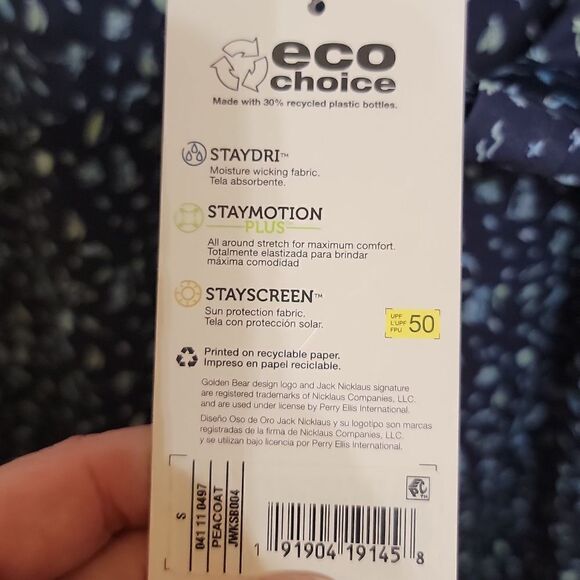 eco
choice
Made with 30% recycled plastic bottles.
STAYDRI™
Moisture wicking fabric.
Tela absorbente.
STAYMOTION
PLUS
All around stretch for maximum comfort.
Totalmente elastizada para brindar
máxima comodidad
STAYSCREEN™
Sun protection fabric.
Tela con protección solar.
UPF
L'UPF
FPU
50
Printed on recyclable paper.
Impreso en papel reciclable.
Golden Bear design logo and Jack Nicklaus signature
are registered trademarks of Nicklaus Companies, LLC.
and are used under license by Perry Ellis International.
Diseño Oso de Oro Jack Nicklaus y su logotipo son marcas
registradas de la firma de Nicklaus Companies, LLC.
y se utilizan bajo licencia por Perry Ellis International.
S
041 11 0497
PEACOAT
JWKSB004
1 91904 19145 8